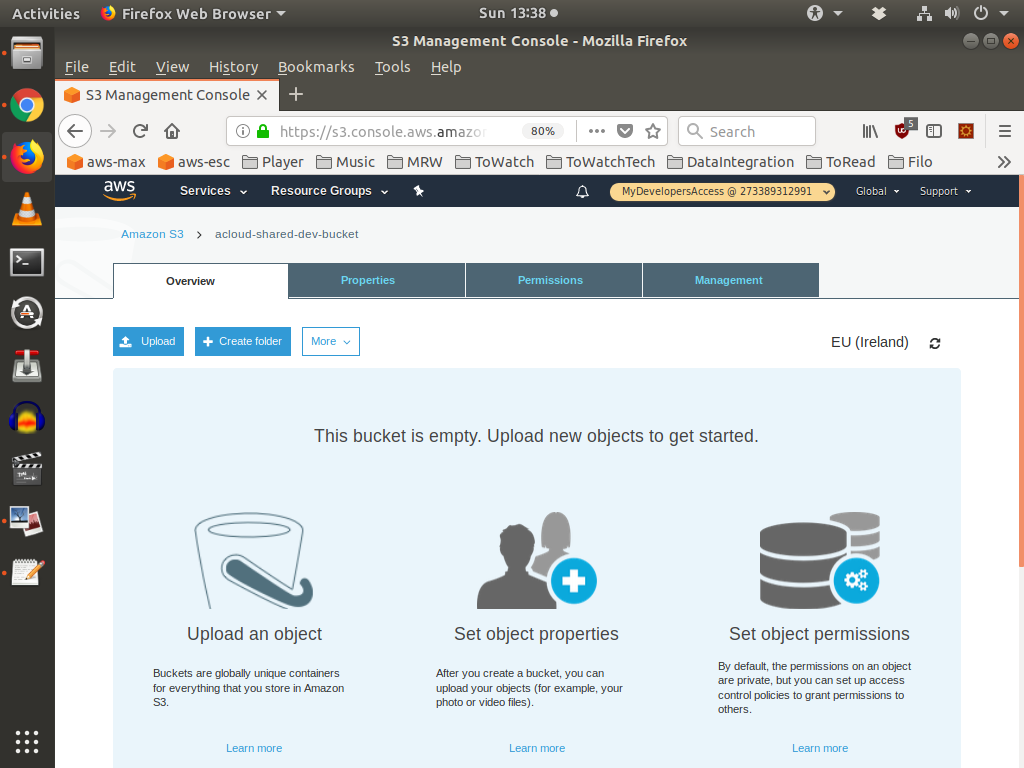 Activities Firefox Web Browser Sun 13:38
S3 Management Console - Mozilla Firefox
File Edit View History Bookmarks Tools Help
S3 Management Console
https://s3.console.aws.amazo 80% Search 5
aws-max aws-esc Player Music MRW ToWatch ToWatchTech DataIntegration ToRead Filo
aws Services Resource Groups MyDevelopersAccess @ 273389312991 Global Support
Amazon S3 > acloud-shared-dev-bucket
Overview Properties Permissions Management
Upload Create folder More EU (Ireland)
This bucket is empty. Upload new objects to get started.
Upload an object
Buckets are globally unique containers
for everything that you store in Amazon
S3.
Learn more
Set object properties
After you create a bucket, you can
upload your objects (for example, your
photo or video files).
Learn more
Set object permissions
By default, the permissions on an object
are private, but you can set up access
control policies to grant permissions to
others.
Learn more